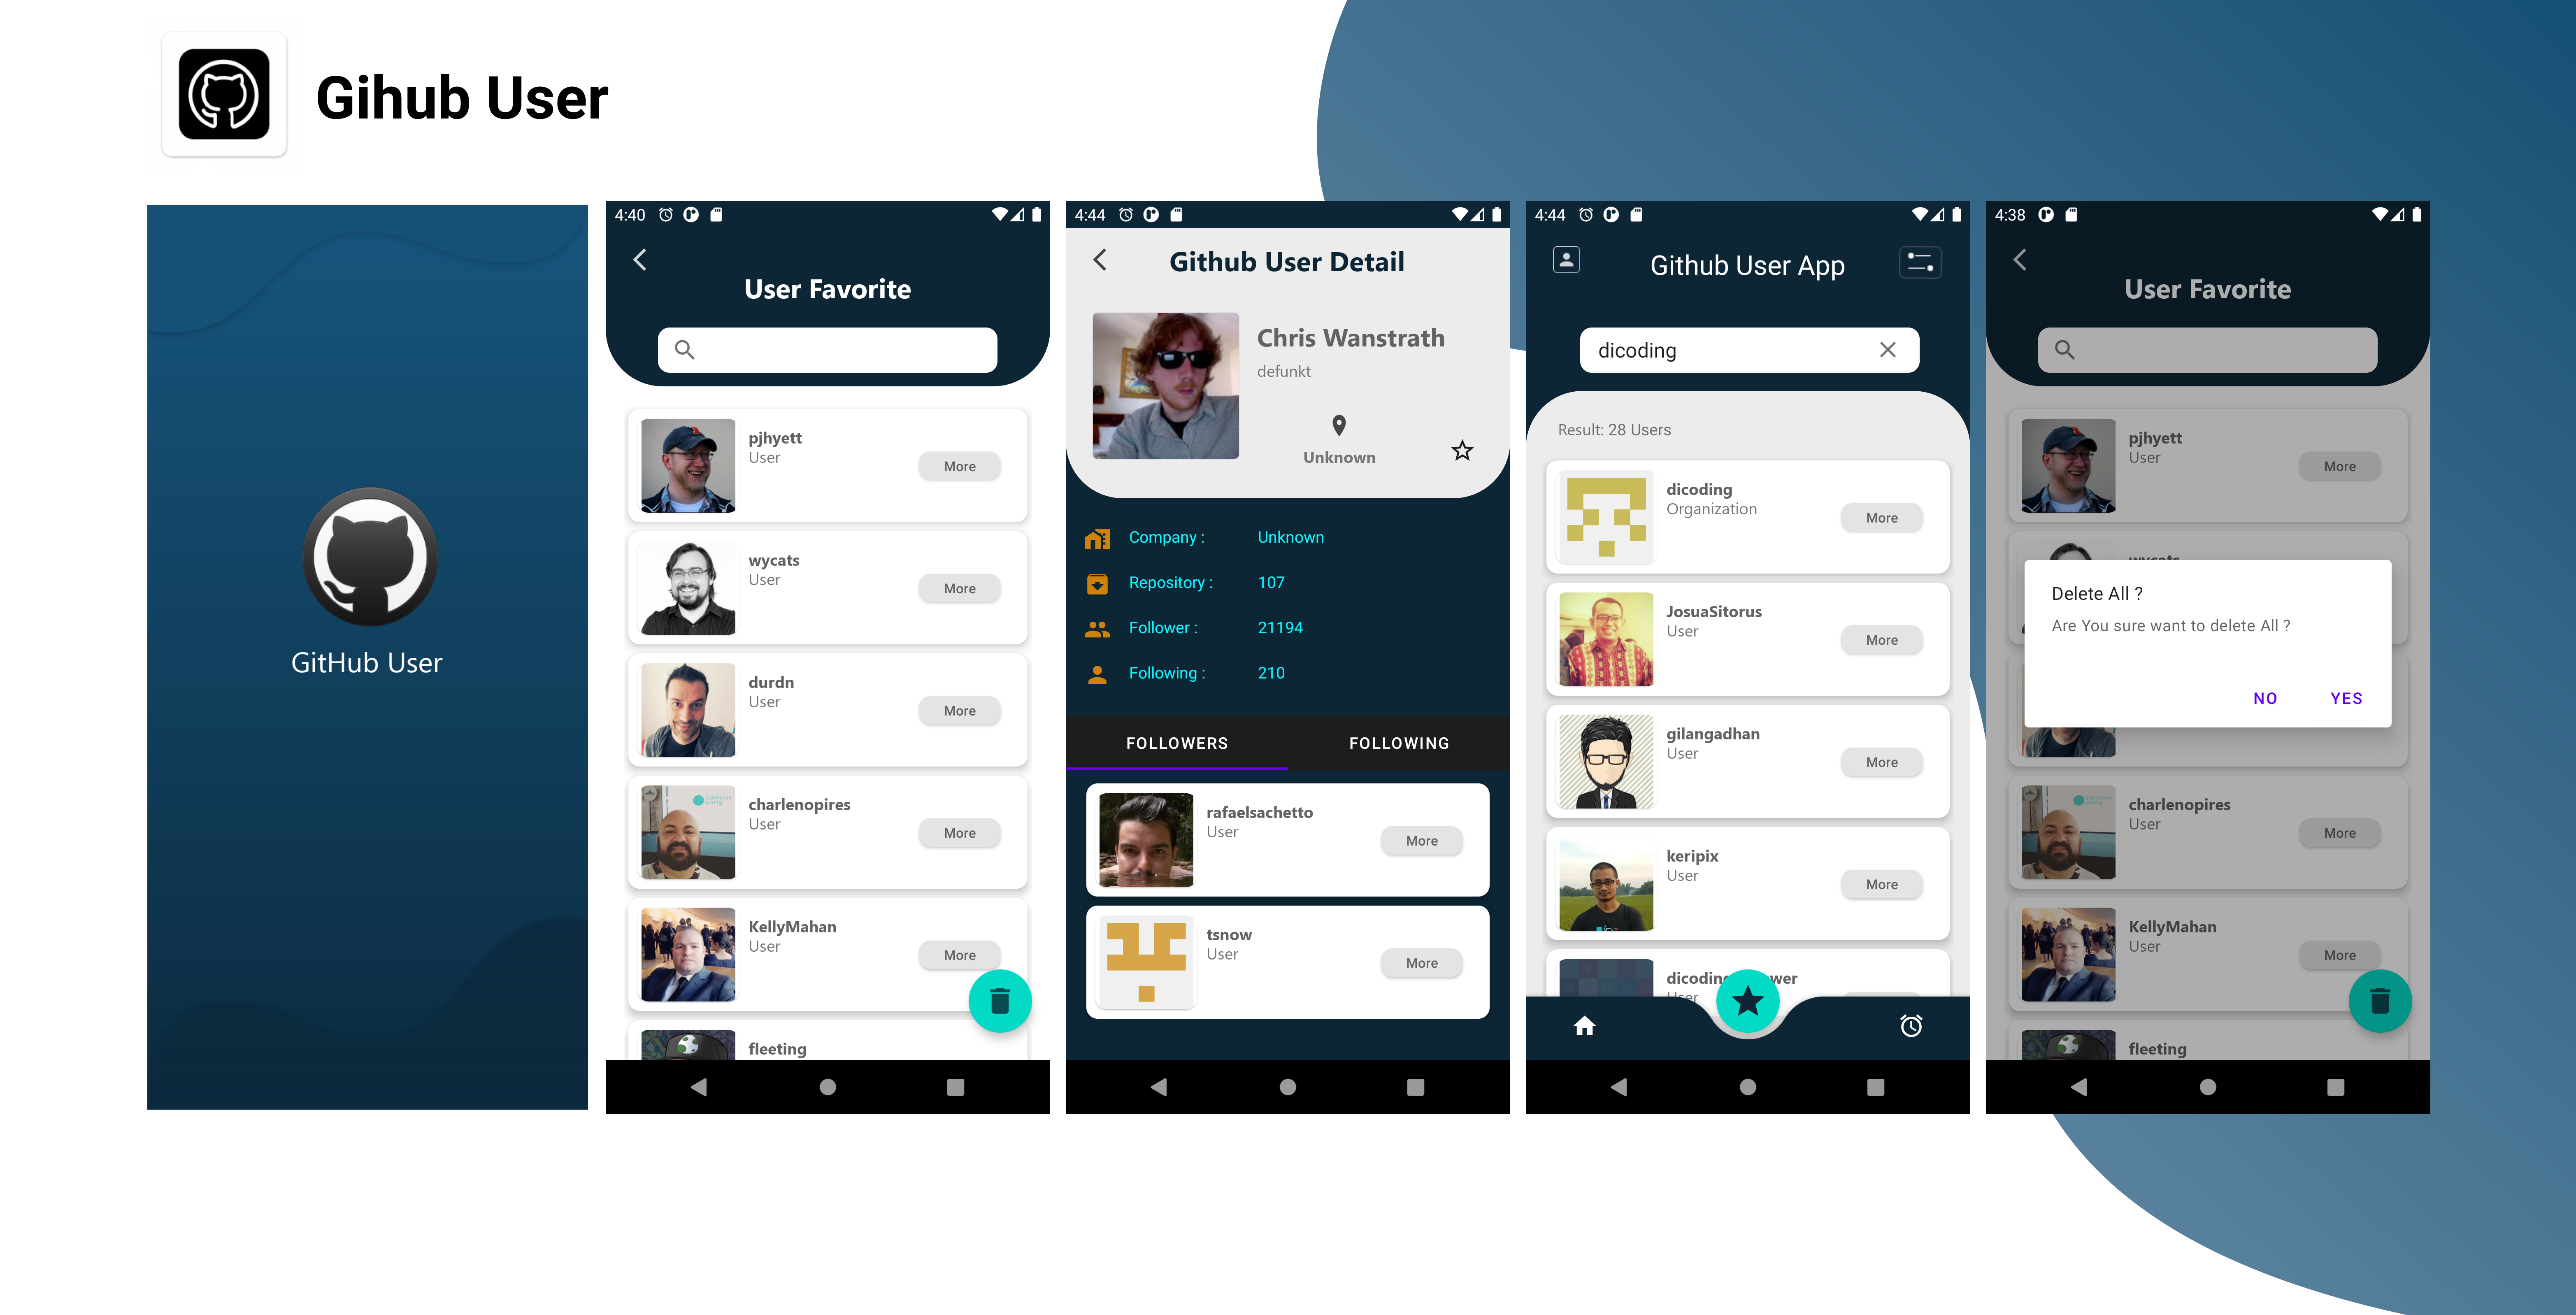 Gihub User
GitHub User
4:40
User Favorite
pjhyett
User
More
wycats
User
More
durdn
User
More
charlenopires
User
More
KellyMahan
User
More
fleeting
4:44
Github User Detail
Chris Wanstrath
defunkt
Unknown
Company : Unknown
Repository : 107
Follower : 21194
Following : 210
FOLLOWERS FOLLOWING
rafaelsachetto
User
More
tsnow
User
More
4:44
Github User App
dicoding
Result: 28 Users
dicoding
Organization
More
JosuaSitorus
User
More
gilangadhan
User
More
keripix
User
More
User
4:38
User Favorite
pjhyett
User
More
wycats
Delete All ?
Are You sure want to delete All ?
NO YES
charlenopires
User
More
KellyMahan
User
More
fleeting